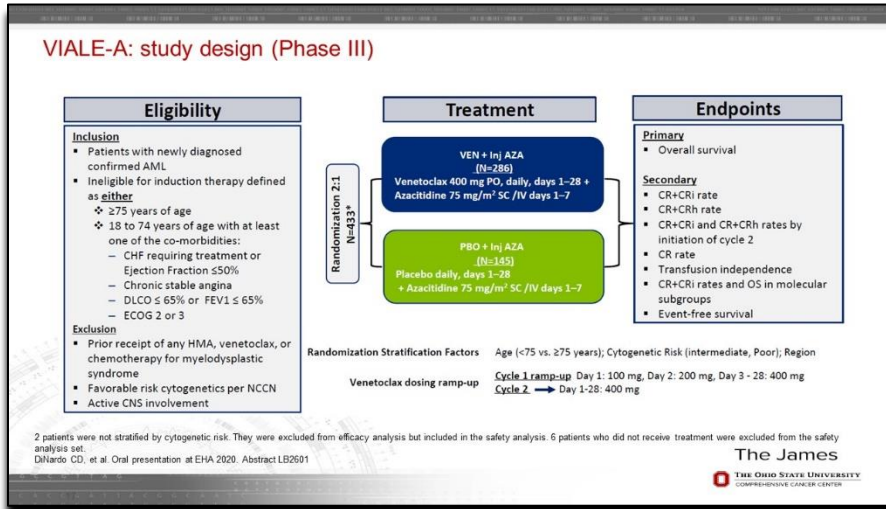 VIALE-A: study design (Phase III)
Eligibility
Inclusion
▪ Patients with newly diagnosed
confirmed AML
▪ Ineligible for induction therapy defined
as either
❖ ≥75 years of age
❖ 18 to 74 years of age with at least
one of the co-morbidities:
– CHF requiring treatment or
Ejection Fraction ≤50%
– Chronic stable angina
– DLCO ≤ 65% or FEV1 ≤ 65%
– ECOG 2 or 3
Exclusion
▪ Prior receipt of any HMA, venetoclax, or
chemotherapy for myelodysplastic
syndrome
▪ Favorable risk cytogenetics per NCCN
▪ Active CNS involvement
Treatment
Randomization 2:1
N=433*
VEN + Inj AZA
(N=286)
Venetoclax 400 mg PO, daily, days 1–28 +
Azacitidine 75 mg/m² SC /IV days 1–7
PBO + Inj AZA
(N=145)
Placebo daily, days 1–28
+ Azacitidine 75 mg/m² SC /IV days 1–7
Endpoints
Primary
▪ Overall survival
Secondary
▪ CR+CRi rate
▪ CR+CRh rate
▪ CR+CRi and CR+CRh rates by
initiation of cycle 2
▪ CR rate
▪ Transfusion independence
▪ CR+CRi rates and OS in molecular
subgroups
▪ Event-free survival
Randomization Stratification Factors Age (<75 vs. ≥75 years); Cytogenetic Risk (intermediate, Poor); Region
Venetoclax dosing ramp-up Cycle 1 ramp-up Day 1: 100 mg, Day 2: 200 mg, Day 3 - 28: 400 mg
Cycle 2 → Day 1-28: 400 mg
2 patients were not stratified by cytogenetic risk. They were excluded from efficacy analysis but included in the safety analysis. 6 patients who did not receive treatment were excluded from the safety
analysis set.
DiNardo CD, et al. Oral presentation at EHA 2020. Abstract LB2601
The James
THE OHIO STATE UNIVERSITY
COMPREHENSIVE CANCER CENTER